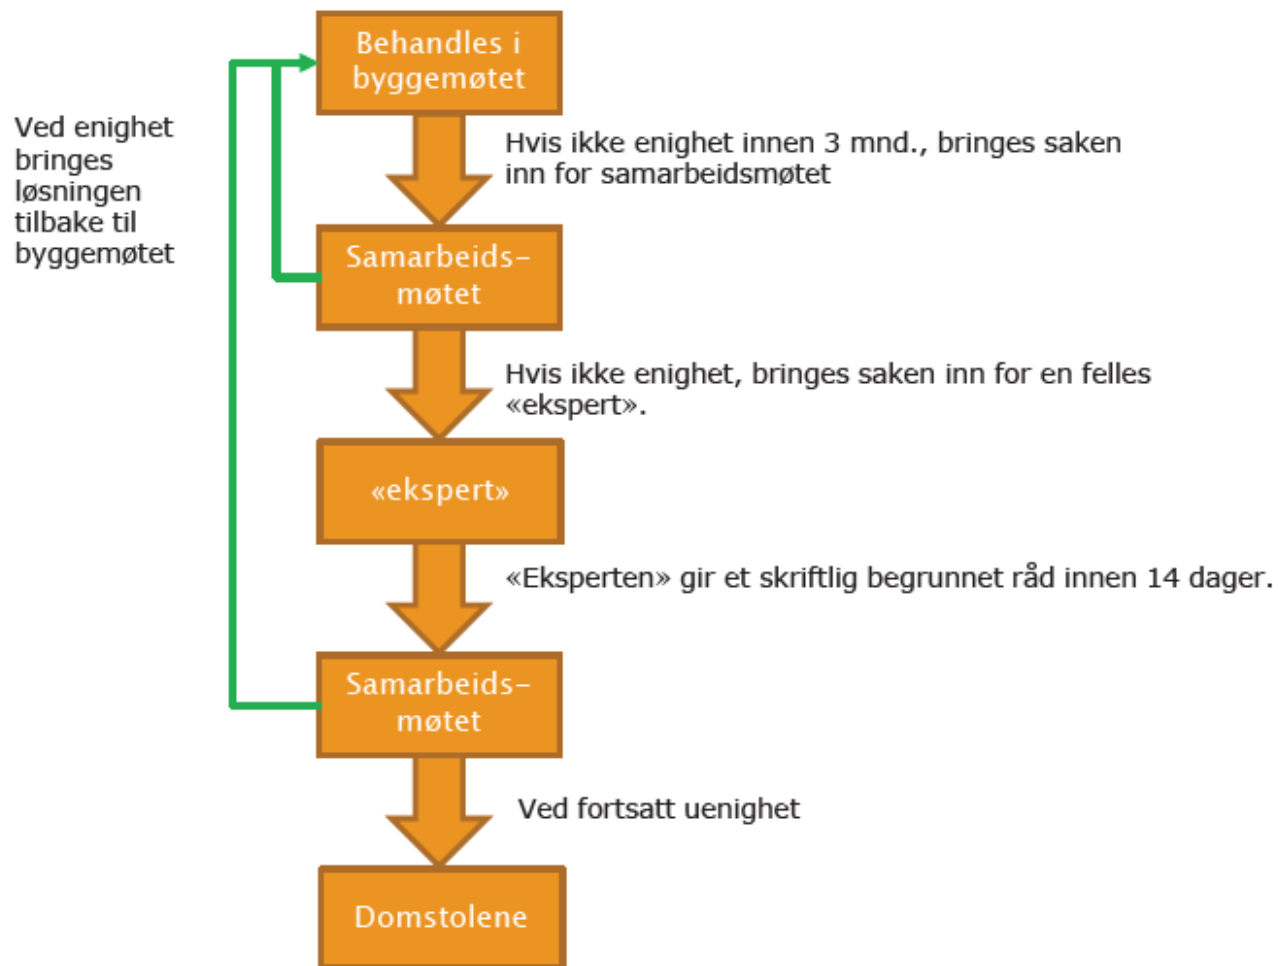 Behandles i
byggemøtet
Ved enighet
bringes
løsningen
tilbake til
byggemøtet
Hvis ikke enighet innen 3 mnd., bringes saken
inn for samarbeidsmøtet
Samarbeids-
møtet
Hvis ikke enighet, bringes saken inn for en felles
«ekspert».
«ekspert»
«Eksperten» gir et skriftlig begrunnet råd innen 14 dager.
Samarbeids-
møtet
Ved fortsatt uenighet
Domstolene